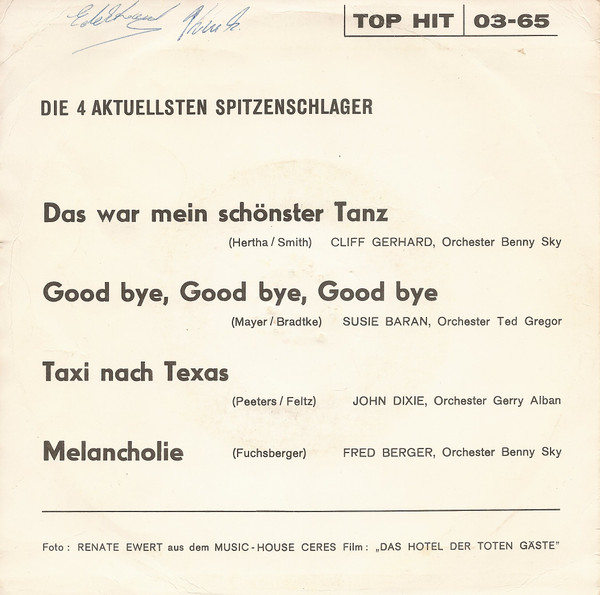 TOP HIT 03-65
DIE 4 AKTUELLSTEN SPITZENSCHLAGER
Das war mein schönster Tanz
(Hertha / Smith) CLIFF GERHARD, Orchester Benny Sky
Good bye, Good bye, Good bye
(Mayer / Bradtke) SUSIE BARAN, Orchester Ted Gregor
Taxi nach Texas
(Peeters / Feltz) JOHN DIXIE, Orchester Gerry Alban
Melancholie (Fuchsberger) FRED BERGER, Orchester Benny Sky
Foto : RENATE EWERT aus dem MUSIC-HOUSE CERES Film : „DAS HOTEL DER TOTEN GÄSTE"